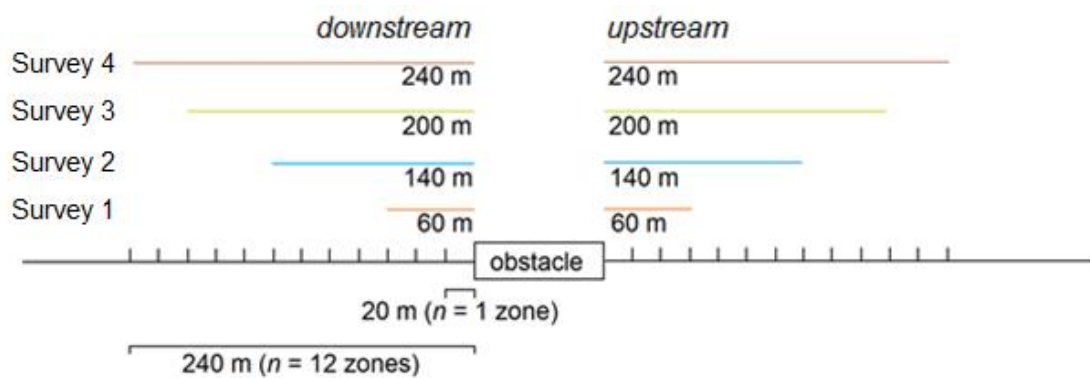 downstream upstream
Survey 4
240 m 240 m
Survey 3
200 m 200 m
Survey 2
140 m 140 m
Survey 1
60 m 60 m
obstacle
20 m (n = 1 zone)
240 m (n = 12 zones)